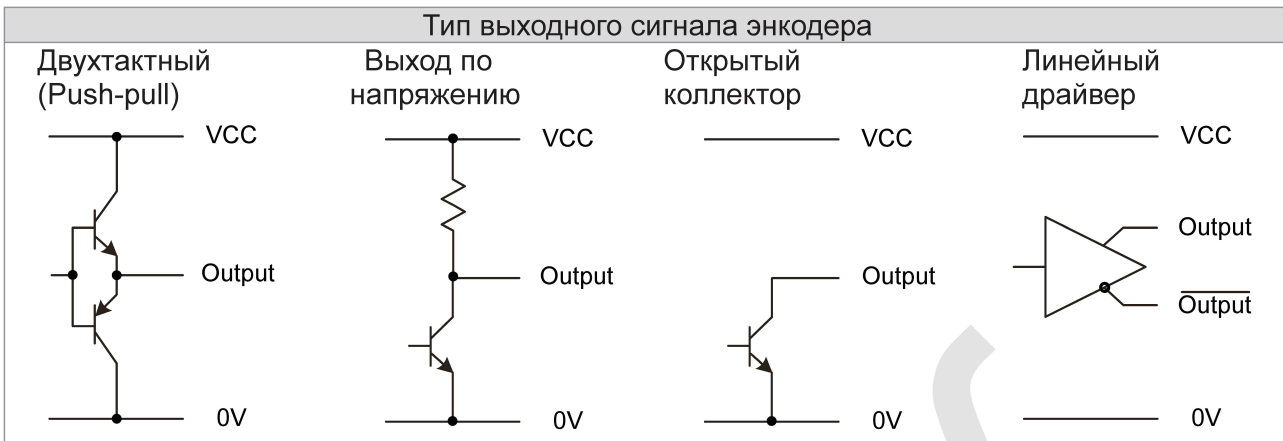 Тип выходного сигнала энкодера
Двухтактный
(Push-pull)
VCC
Output
0V
Выход по
напряжению
VCC
Output
0V
Открытый
коллектор
VCC
Output
0V
Линейный
драйвер
VCC
Output
Output
0V